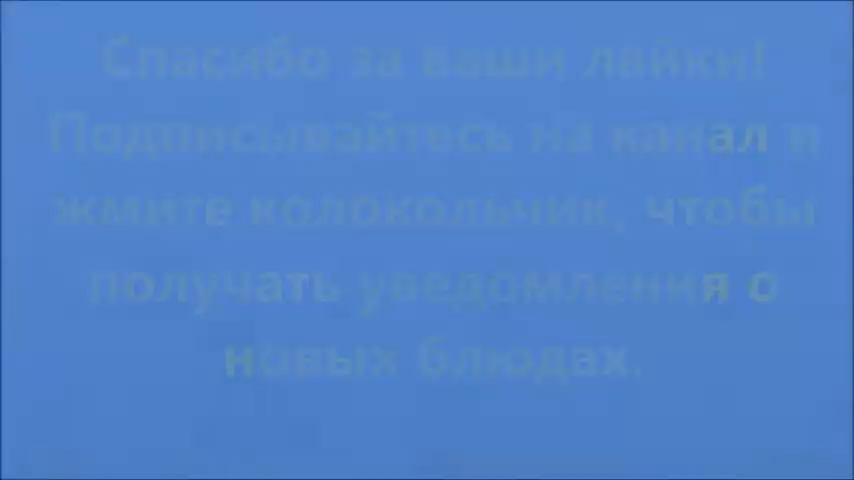 Спасибо за ваши лайки!
Подписывайтесь на канал и
жмите колокольчик, чтобы
получать уведомления о
новых блюдах.